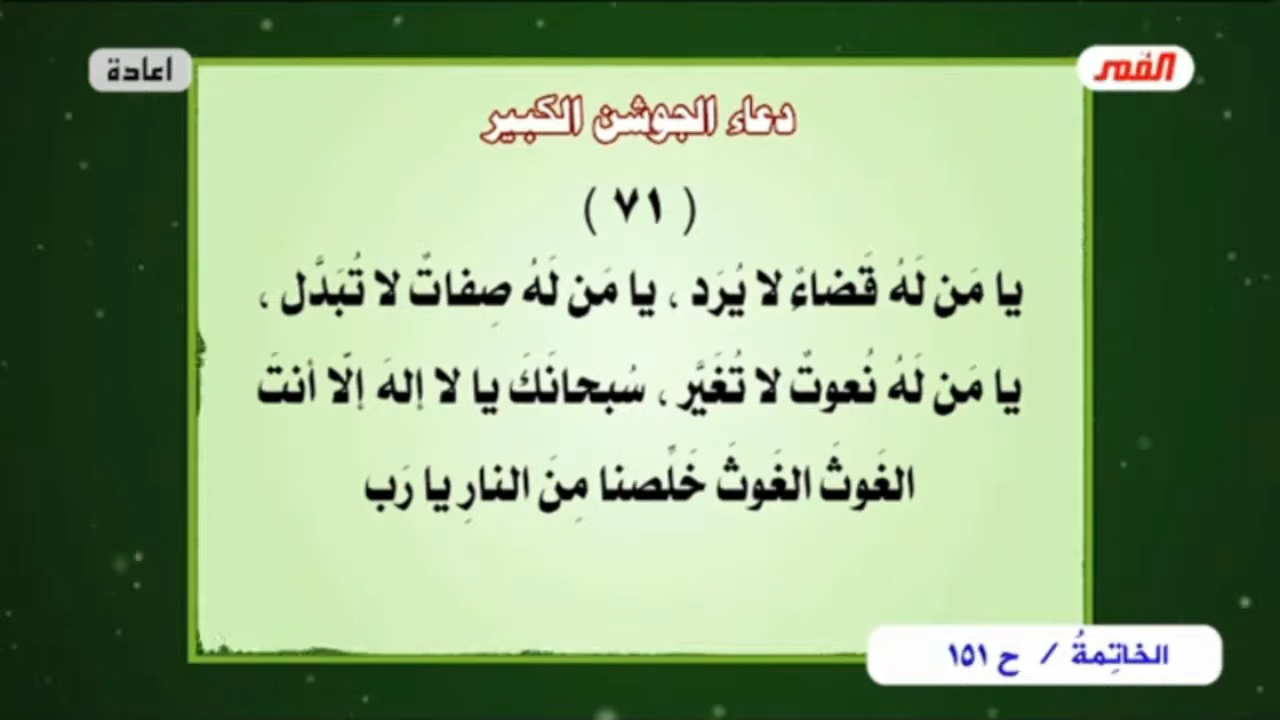 اعادة
القمر
دعاء الجوشن الكبير
( ٧١ )
يا مَن لَهُ قَضاءٌ لا يُرَد ، يا مَن لَهُ صِفاتٌ لا تُبَدَّل ،
يا مَن لَهُ نُعوتٌ لا تُغَيَّر ، سُبحانَكَ يا لا إلهَ إلّا أنتَ
الغَوثَ الغَوثَ خَلِّصنا مِنَ النارِ يا رَب
الخاتِمةُ / ح ١٥١